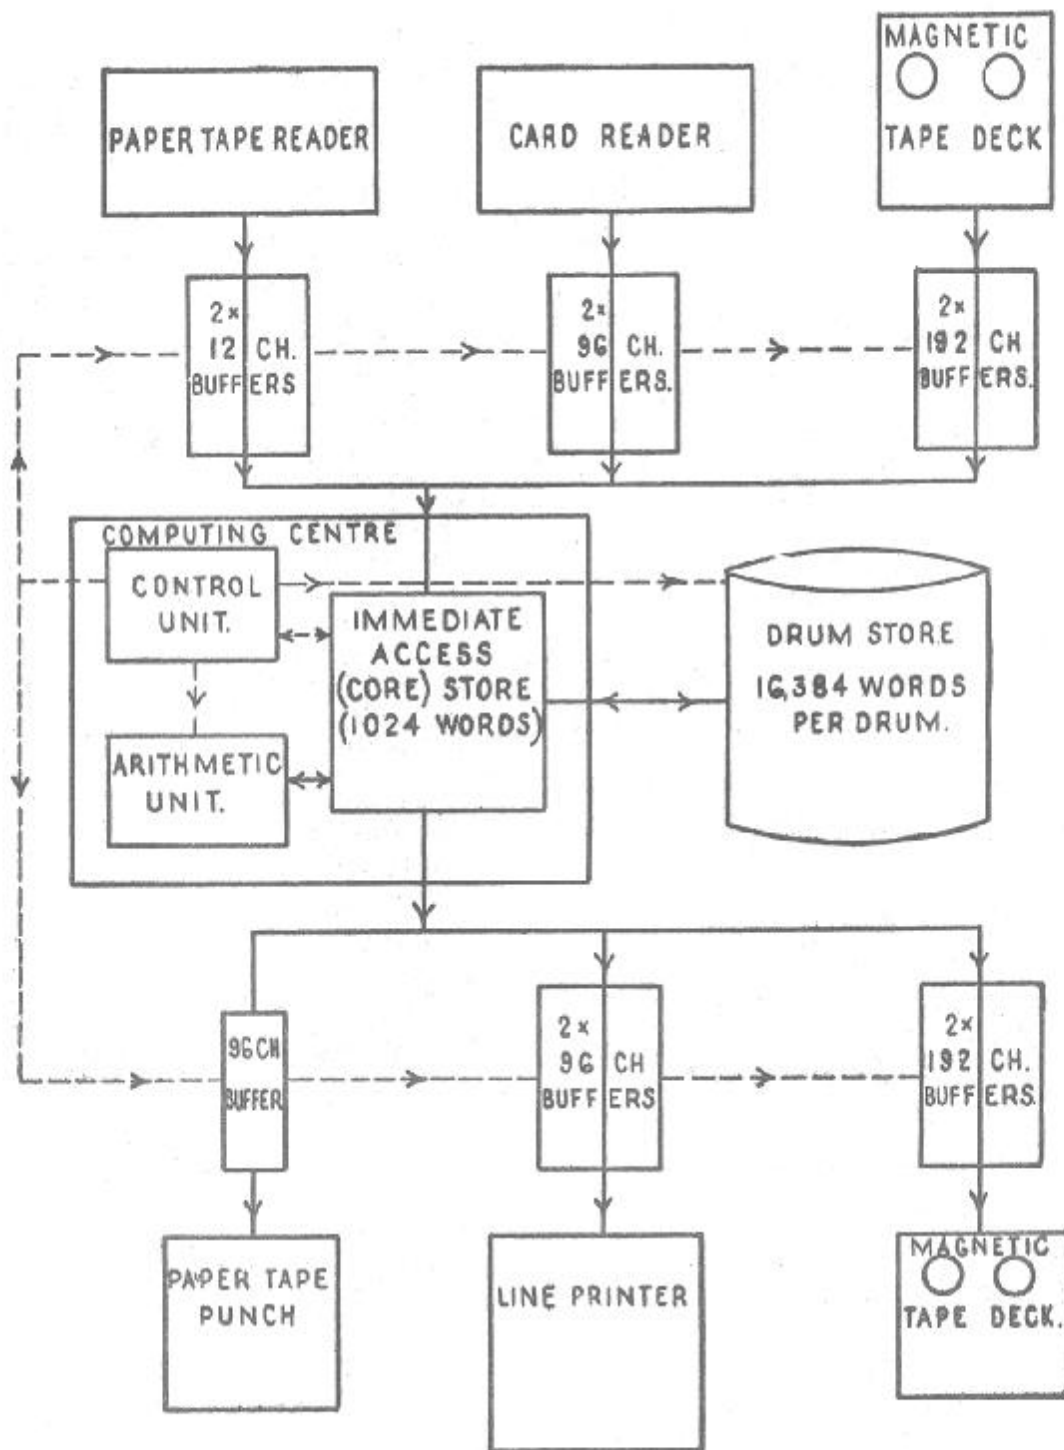 PAPER TAPE READER
CARD READER
MAGNETIC
TAPE DECK
2×
12 CH.
BUFFERS
2×
96 CH.
BUFFERS.
2×
192 CH
BUFFERS.
COMPUTING CENTRE
CONTROL
UNIT.
IMMEDIATE
ACCESS
(CORE) STORE
(1024 WORDS)
ARITHMETIC
UNIT.
DRUM STORE
16,384 WORDS
PER DRUM.
96 CH
BUFFER
2×
96 CH
BUFFERS
2×
192 CH.
BUFFERS.
PAPER TAPE
PUNCH
LINE PRINTER
MAGNETIC
TAPE DECK.